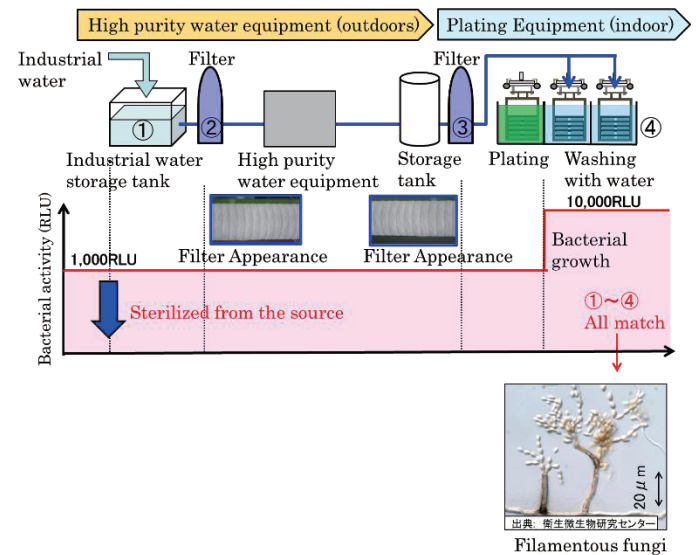 High purity water equipment (outdoors)
Plating Equipment (indoor)
Industrial
water
Filter
Filter
①
②
③
④
Industrial water
storage tank
High purity
water equipment
Storage
tank
Plating
Washing
with water
10,000RLU
Bacterial activity (RLU)
1,000RLU
Filter Appearance
Filter Appearance
Bacterial
growth
Sterilized from the source
①～④
All match
20μm
出典: 衛生微生物研究センター
Filamentous fungi